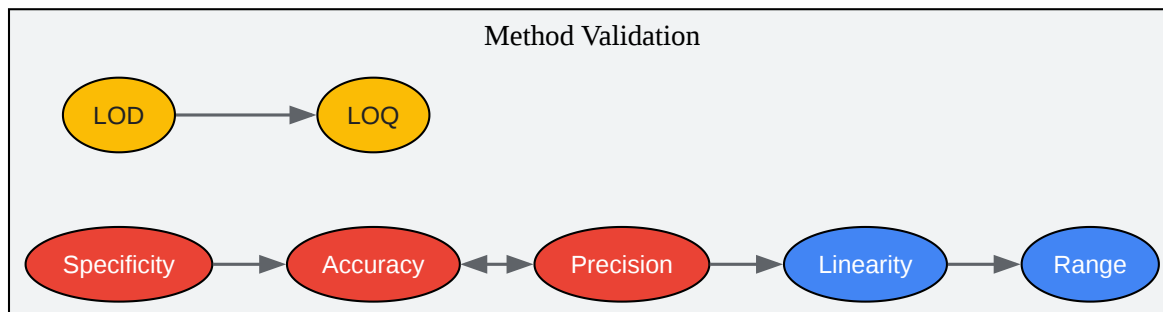 Method Validation
LOD LOQ
Specificity Accuracy Precision Linearity Range